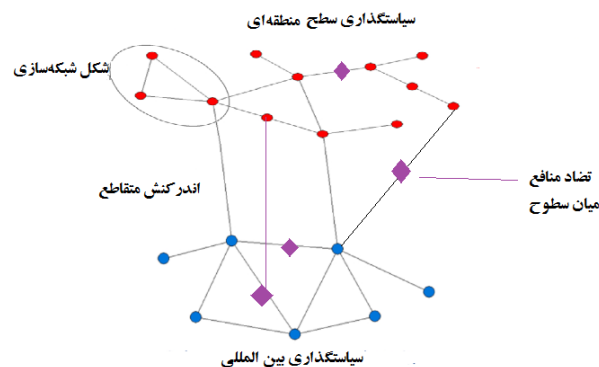 سیاستگذاری سطح منطقه‌ای
شکل شبکه‌سازی
اندرکنش متقاطع
تضاد منافع
میان سطوح
سیاستگذاری بین المللی